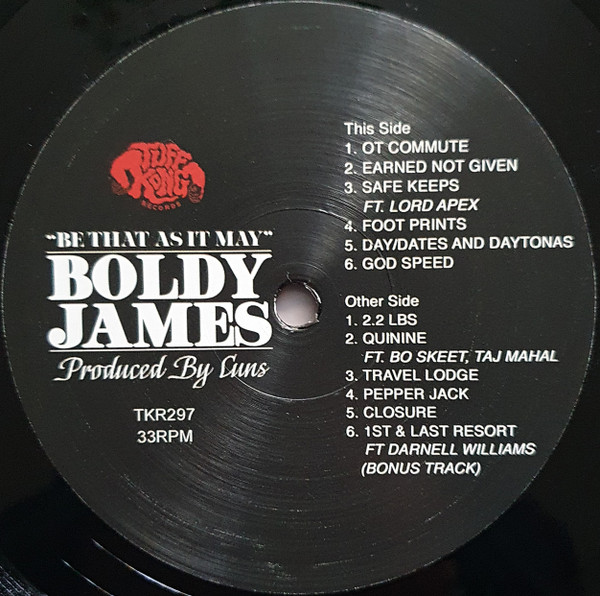 TUFF
KONG
RECORDS
"BE THAT AS IT MAY"
BOLDY
JAMES
Produced By Luns
TKR297
33RPM
This Side
1. OT COMMUTE
2. EARNED NOT GIVEN
3. SAFE KEEPS
FT. LORD APEX
4. FOOT PRINTS
5. DAY/DATES AND DAYTONAS
6. GOD SPEED
Other Side
1. 2.2 LBS
2. QUININE
FT. BO SKEET, TAJ MAHAL
3. TRAVEL LODGE
4. PEPPER JACK
5. CLOSURE
6. 1ST & LAST RESORT
FT DARNELL WILLIAMS
(BONUS TRACK)